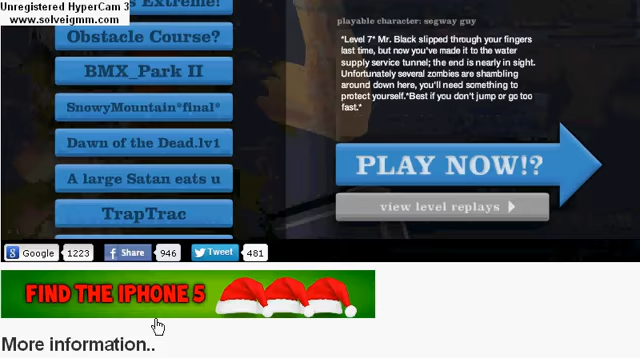 Unregistered HyperCam 3
www.solveigmm.com
Extreme!
Obstacle Course?
BMX_Park II
SnowyMountain*final*
Dawn of the Dead.lv1
A large Satan eats u
TrapTrac
playable character: segway guy
*Level 7* Mr. Black slipped through your fingers
last time, but now you've made it to the water
supply service tunnel; the end is nearly in sight.
Unfortunately several zombies are shambling
around down here, you'll need something to
protect yourself.*Best if you don't jump or go too
fast.*
PLAY NOW!?
view level replays
g Google 1223
f Share 946
Tweet 481
FIND THE IPHONE 5
More information..